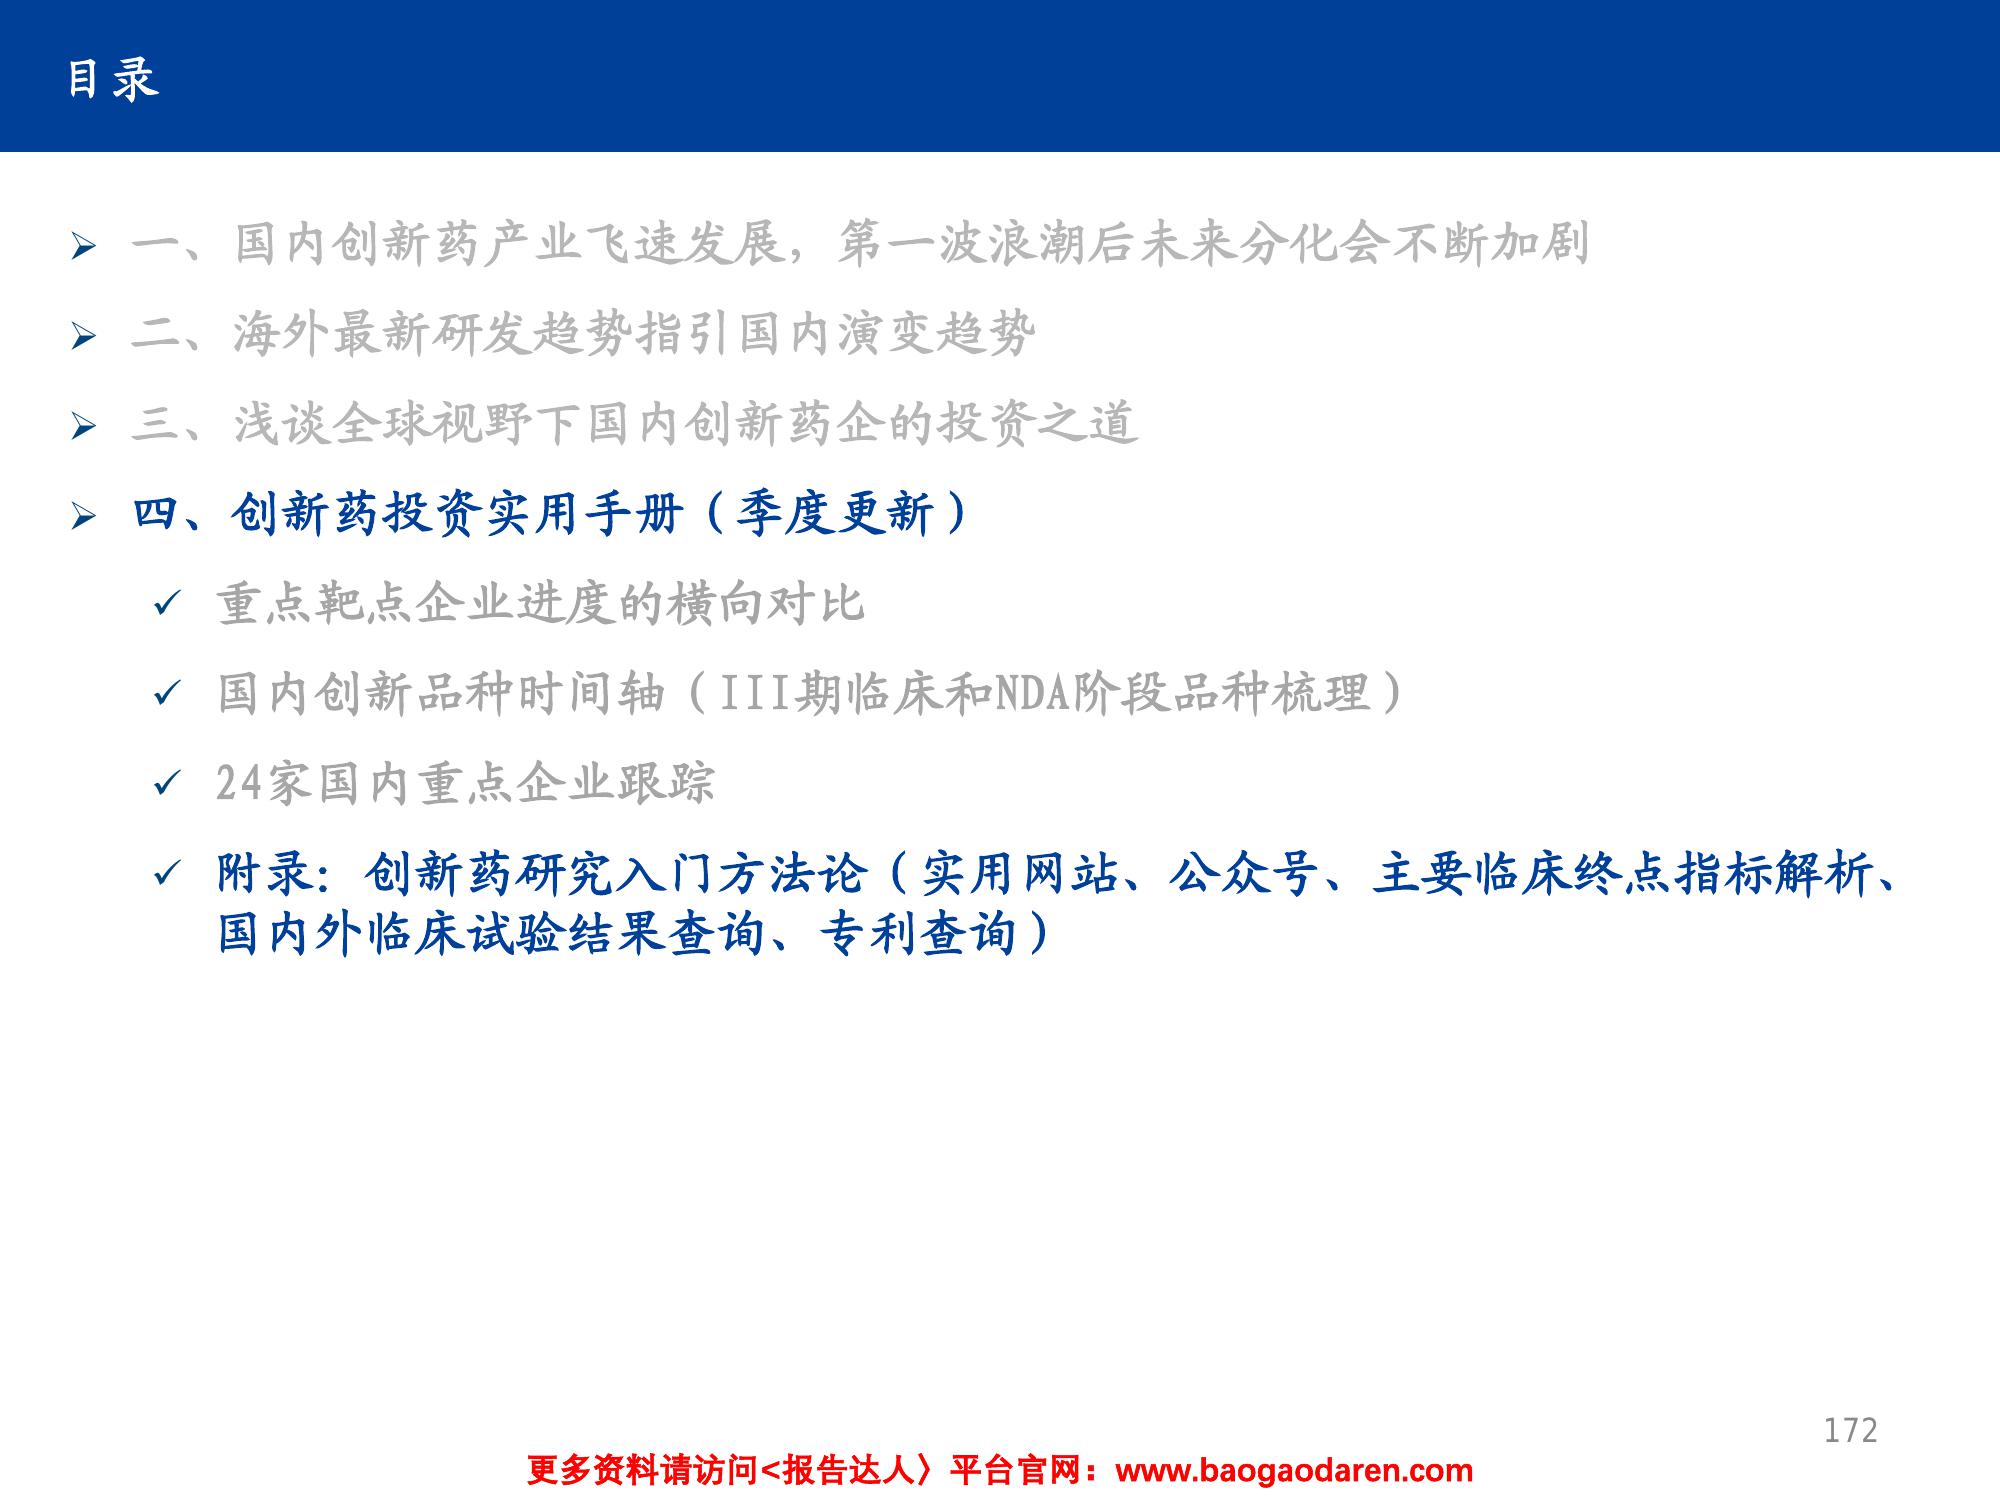 目录
一、国内创新药产业飞速发展，第一波浪潮后未来分化会不断加剧
二、海外最新研发趋势指引国内演变趋势
三、浅谈全球视野下国内创新药企的投资之道
四、创新药投资实用手册（季度更新）
重点靶点企业进度的横向对比
国内创新品种时间轴（III期临床和NDA阶段品种梳理）
24家国内重点企业跟踪
附录：创新药研究入门方法论（实用网站、公众号、主要临床终点指标解析、
国内外临床试验结果查询、专利查询）
172
更多资料请访问<报告达人〉平台官网：www.baogaodaren.com